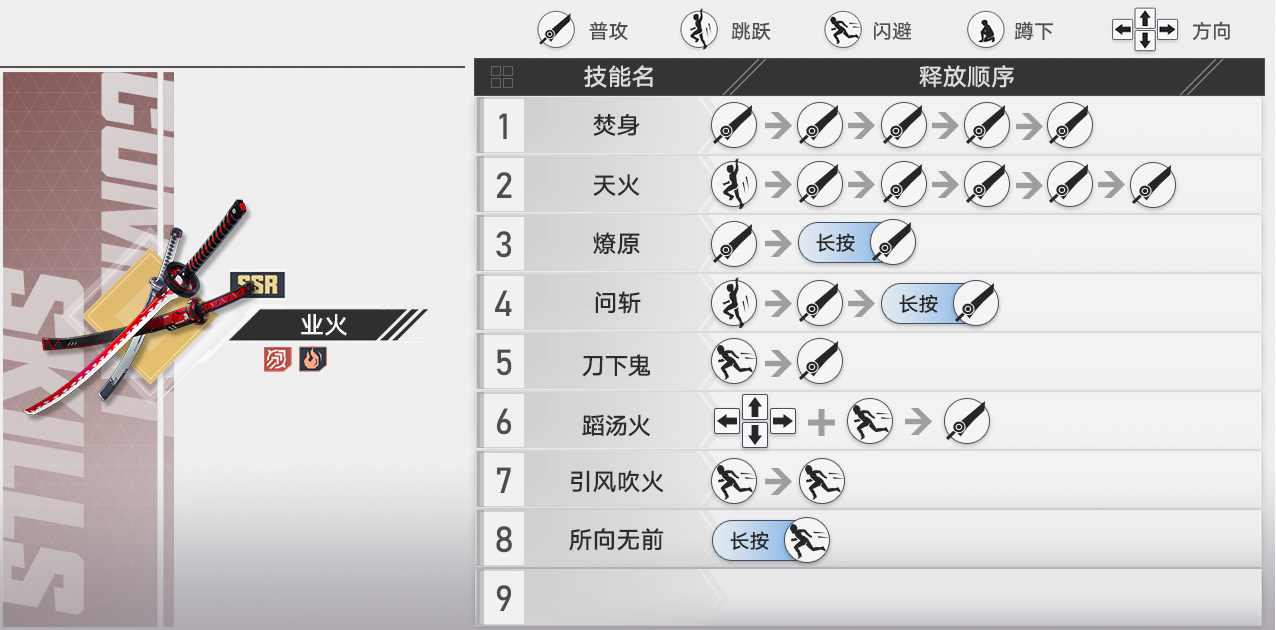 普攻 跳跃 闪避 蹲下 方向
技能名 释放顺序
COMMON
SKILLS
SSR
业火
1 焚身
2 天火
3 燎原 长按
4 问斩 长按
5 刀下鬼
6 蹈汤火
7 引风吹火
8 所向无前 长按
9